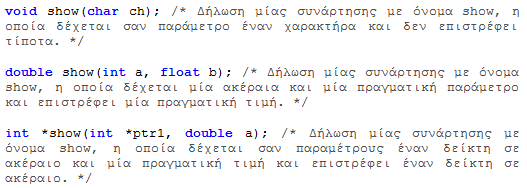 void show(char ch); /* Δήλωση μίας συνάρτησης με όνομα show, η
οποία δέχεται σαν παράμετρο έναν χαρακτήρα και δεν επιστρέφει
τίποτα. */
double show(int a, float b); /* Δήλωση μίας συνάρτησης με όνομα
show, η οποία δέχεται μία ακέραια και μία πραγματική παράμετρο
και επιστρέφει μία πραγματική τιμή. */
int *show(int *ptr1, double a); /* Δήλωση μίας συνάρτησης με
όνομα show, η οποία δέχεται σαν παραμέτρους έναν δείκτη σε
ακέραιο και μία πραγματική τιμή και επιστρέφει έναν δείκτη σε
ακέραιο. */